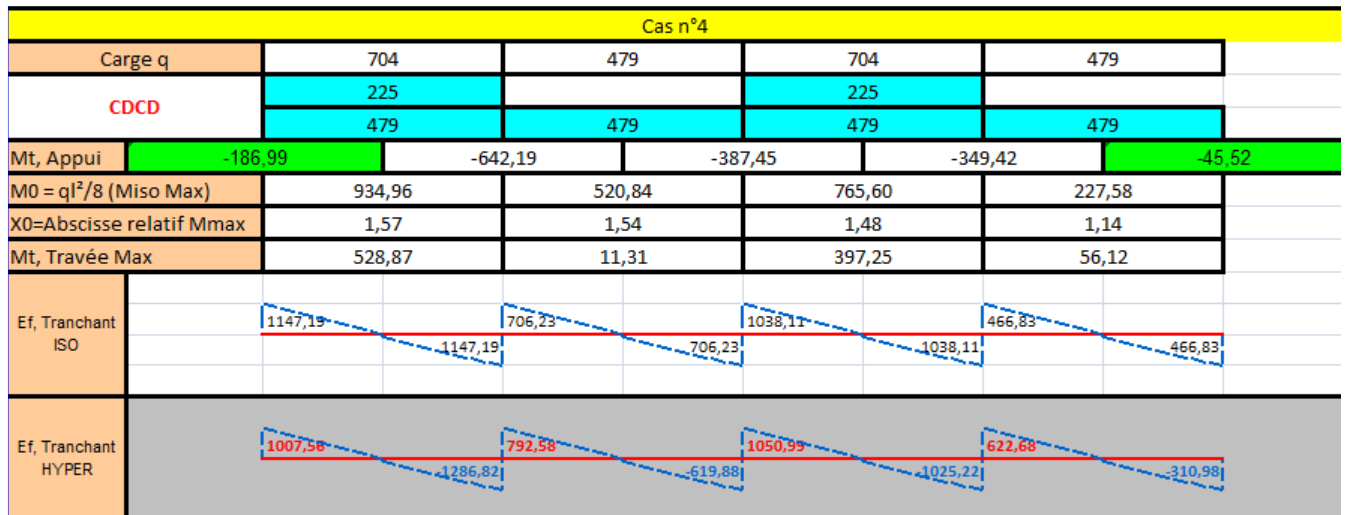 Cas n°4
Carge q 704 479 704 479
CDCD
225 225
479 479 479 479
Mt, Appui -186,99 -642,19 -387,45 -349,42 -45,52
M0 = ql²/8 (Miso Max) 934,96 520,84 765,60 227,58
X0=Abscisse relatif Mmax 1,57 1,54 1,48 1,14
Mt, Travée Max 528,87 11,31 397,25 56,12
Ef, Tranchant
ISO
1147,19 706,23 1038,11 466,83
-1147,19 706,23 -1038,11 466,83
Ef, Tranchant
HYPER
1007,56 792,58 1050,99 622,68
-1286,82 -619,88 -1025,22 -310,98